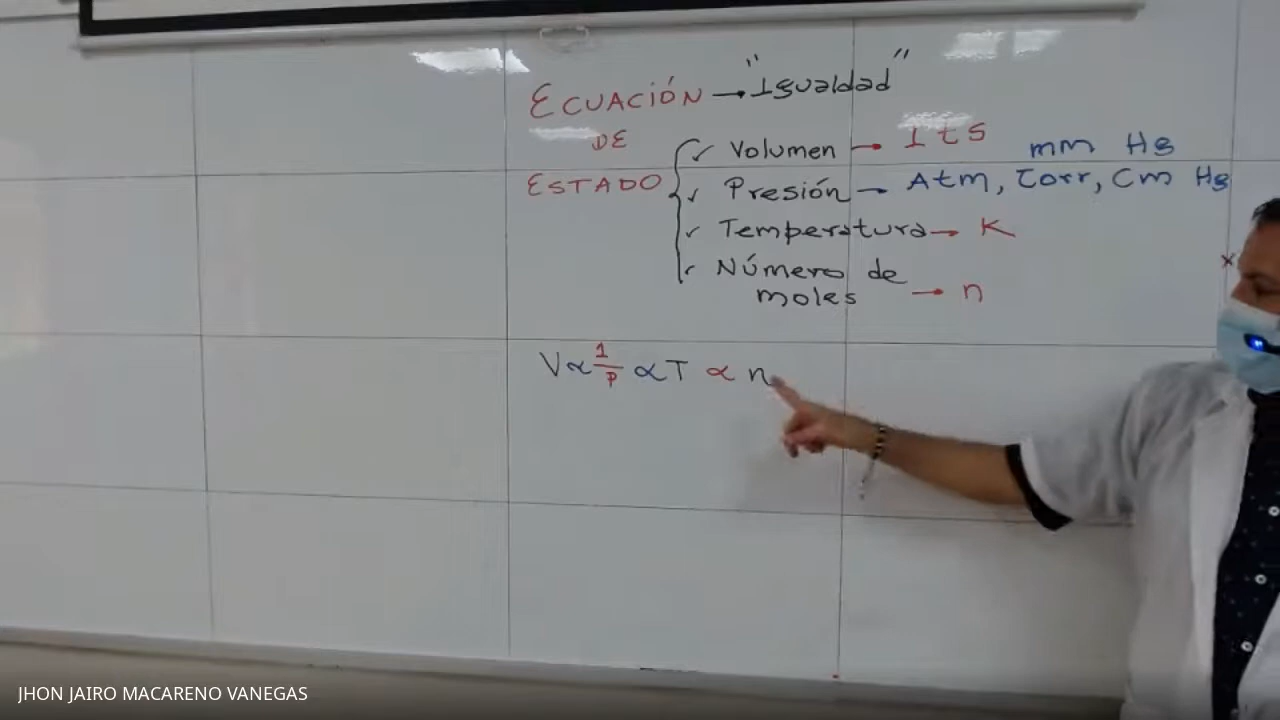 ECUACIÓN → "Igualdad"
DE
ESTADO
✓ Volumen → Lts
mm Hg
✓ Presión → Atm, Torr, Cm Hg
✓ Temperatura → K
✓ Número de
moles → n
V ∝ 1/P ∝ T ∝ n
JHON JAIRO MACARENO VANEGAS